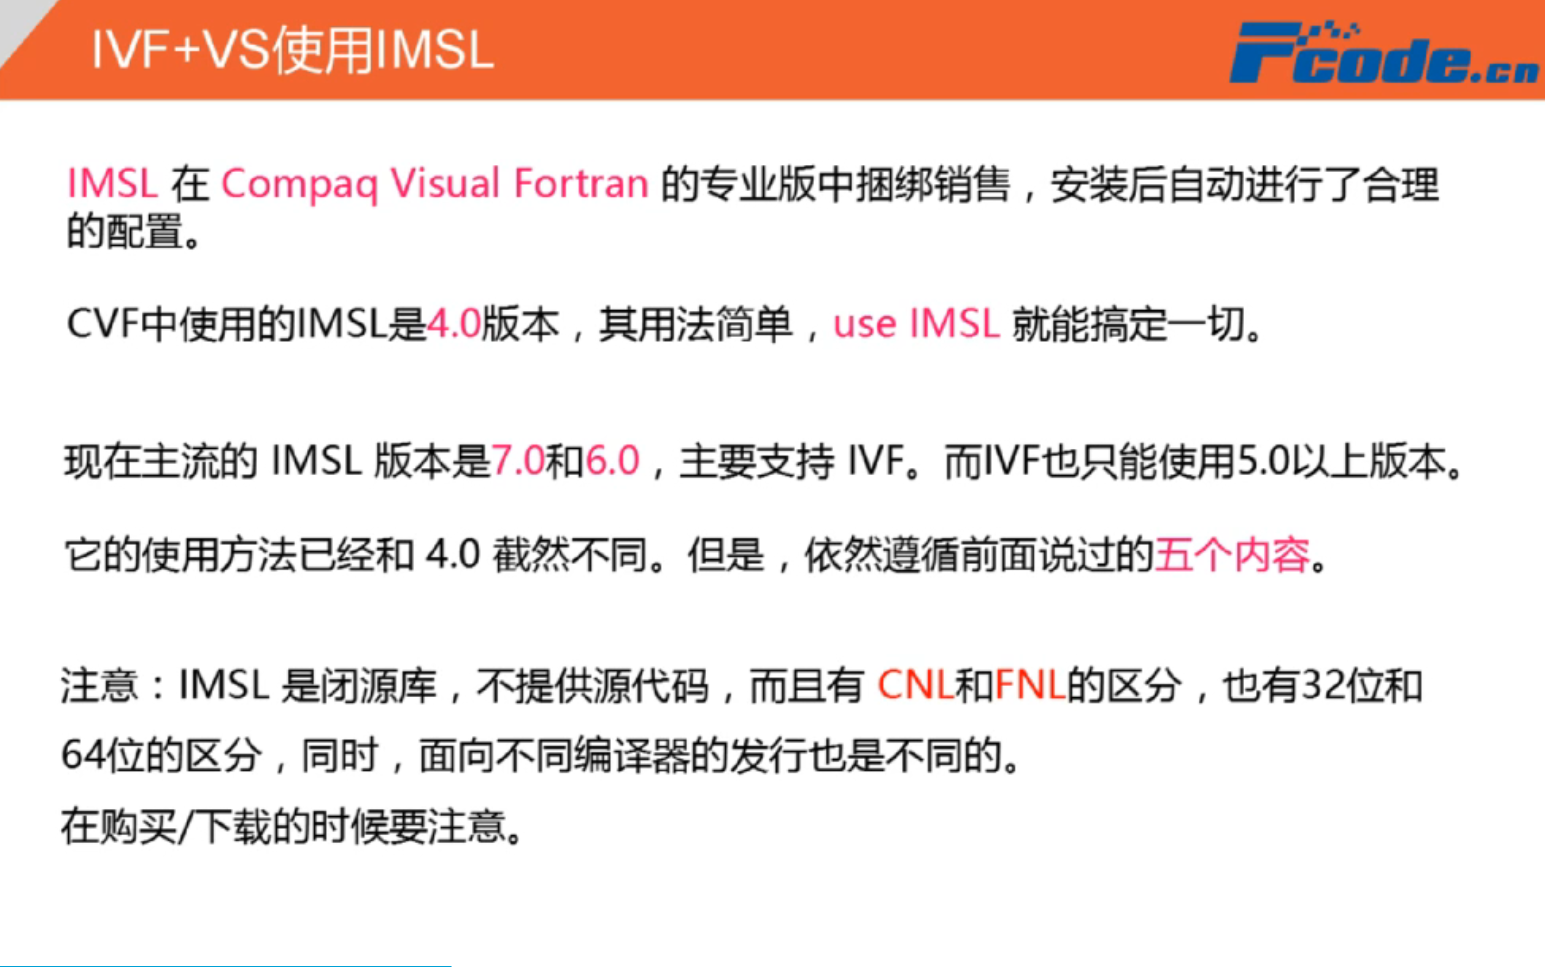 IVF+VS使用IMSL
Fcode.cn
IMSL 在 Compaq Visual Fortran 的专业版中捆绑销售，安装后自动进行了合理
的配置。
CVF中使用的IMSL是4.0版本，其用法简单，use IMSL 就能搞定一切。
现在主流的 IMSL 版本是7.0和6.0，主要支持 IVF。而IVF也只能使用5.0以上版本。
它的使用方法已经和 4.0 截然不同。但是，依然遵循前面说过的五个内容。
注意：IMSL 是闭源库，不提供源代码，而且有 CNL和FNL的区分，也有32位和
64位的区分，同时，面向不同编译器的发行也是不同的。
在购买/下载的时候要注意。